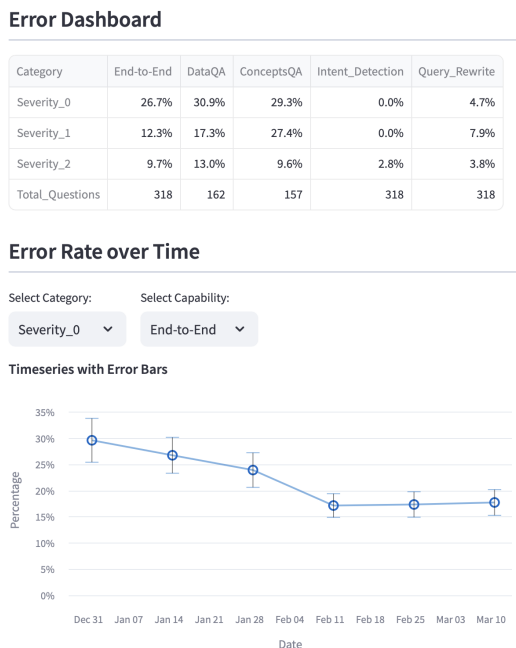 Error Dashboard
Category End-to-End DataQA ConceptsQA Intent_Detection Query_Rewrite
Severity_0 26.7% 30.9% 29.3% 0.0% 4.7%
Severity_1 12.3% 17.3% 27.4% 0.0% 7.9%
Severity_2 9.7% 13.0% 9.6% 2.8% 3.8%
Total_Questions 318 162 157 318 318
Error Rate over Time
Select Category: Select Capability:
Severity_0 End-to-End
Timeseries with Error Bars
35%
30%
25%
20%
15%
10%
5%
0%
Percentage
Dec 31 Jan 07 Jan 14 Jan 21 Jan 28 Feb 04 Feb 11 Feb 18 Feb 25 Mar 03 Mar 10
Date